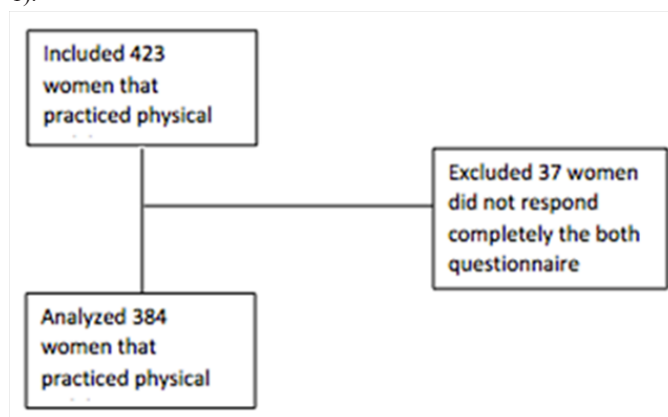 Included 423
women that
practiced physical
Excluded 37 women
did not respond
completely the both
questionnaire
Analyzed 384
women that
practiced physical